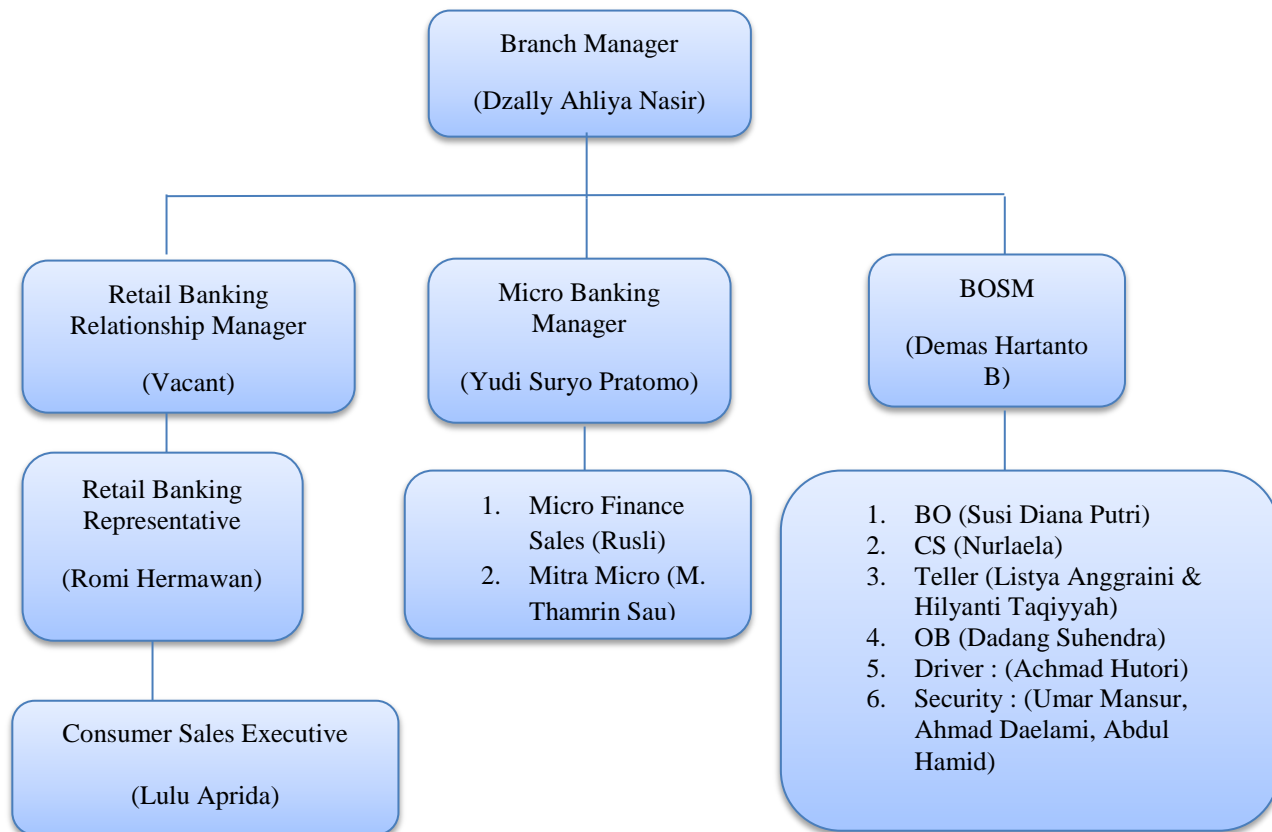 Branch Manager
(Dzally Ahliya Nasir)
Retail Banking
Relationship Manager
(Vacant)
Micro Banking
Manager
(Yudi Suryo Pratomo)
BOSM
(Demas Hartanto
B)
Retail Banking
Representative
(Romi Hermawan)
1. Micro Finance
Sales (Rusli)
2. Mitra Micro (M.
Thamrin Sau)
1. BO (Susi Diana Putri)
2. CS (Nurlaela)
3. Teller (Listya Anggraini &
Hilyanti Taqiyyah)
4. OB (Dadang Suhendra)
5. Driver : (Achmad Hutori)
6. Security : (Umar Mansur,
Ahmad Daelami, Abdul
Hamid)
Consumer Sales Executive
(Lulu Aprida)